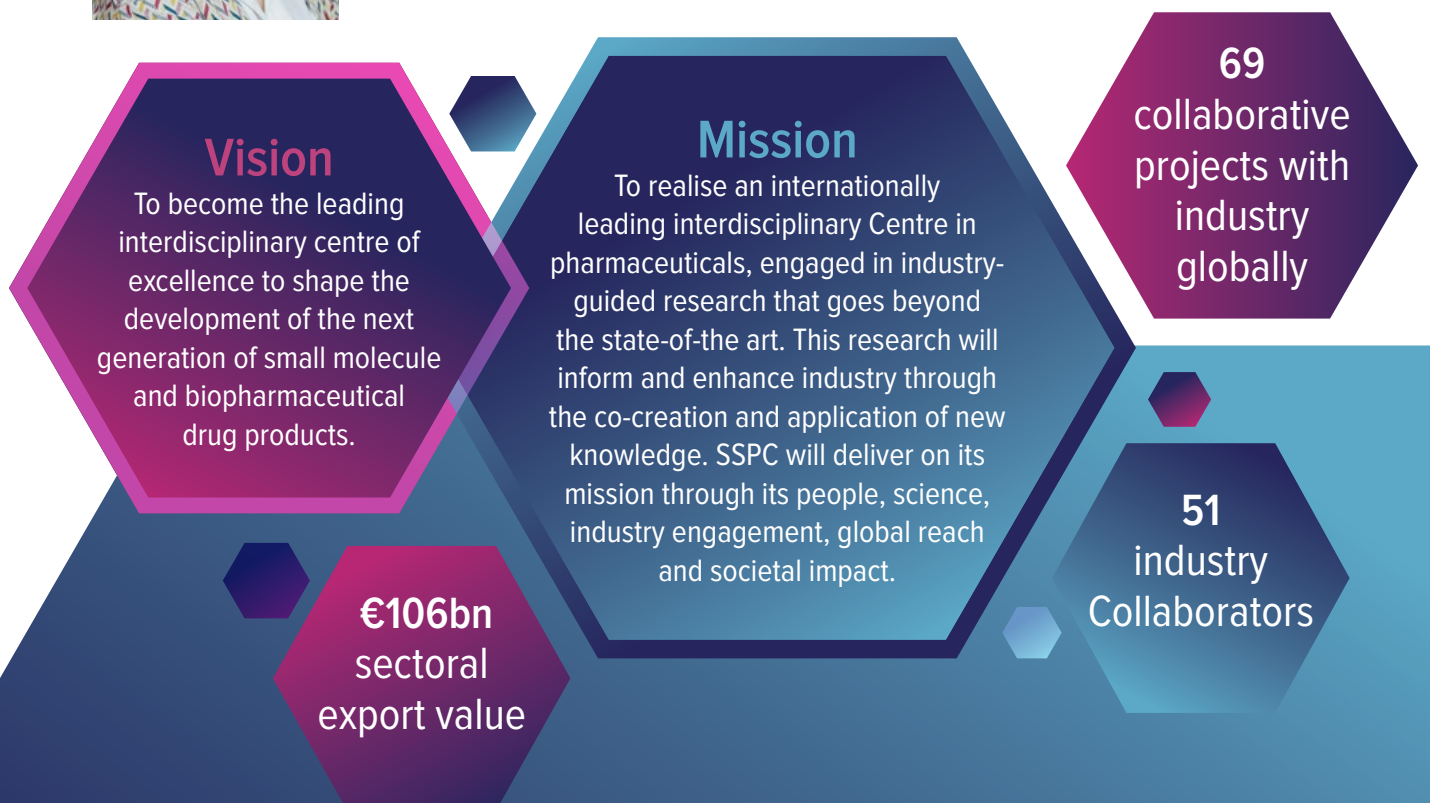 Vision
To become the leading
interdisciplinary centre of
excellence to shape the
development of the next
generation of small molecule
and biopharmaceutical
drug products.
Mission
To realise an internationally
leading interdisciplinary Centre in
pharmaceuticals, engaged in industry-
guided research that goes beyond
the state-of-the art. This research will
inform and enhance industry through
the co-creation and application of new
knowledge. SSPC will deliver on its
mission through its people, science,
industry engagement, global reach
and societal impact.
69
collaborative
projects with
industry
globally
51
industry
Collaborators
€106bn
sectoral
export value